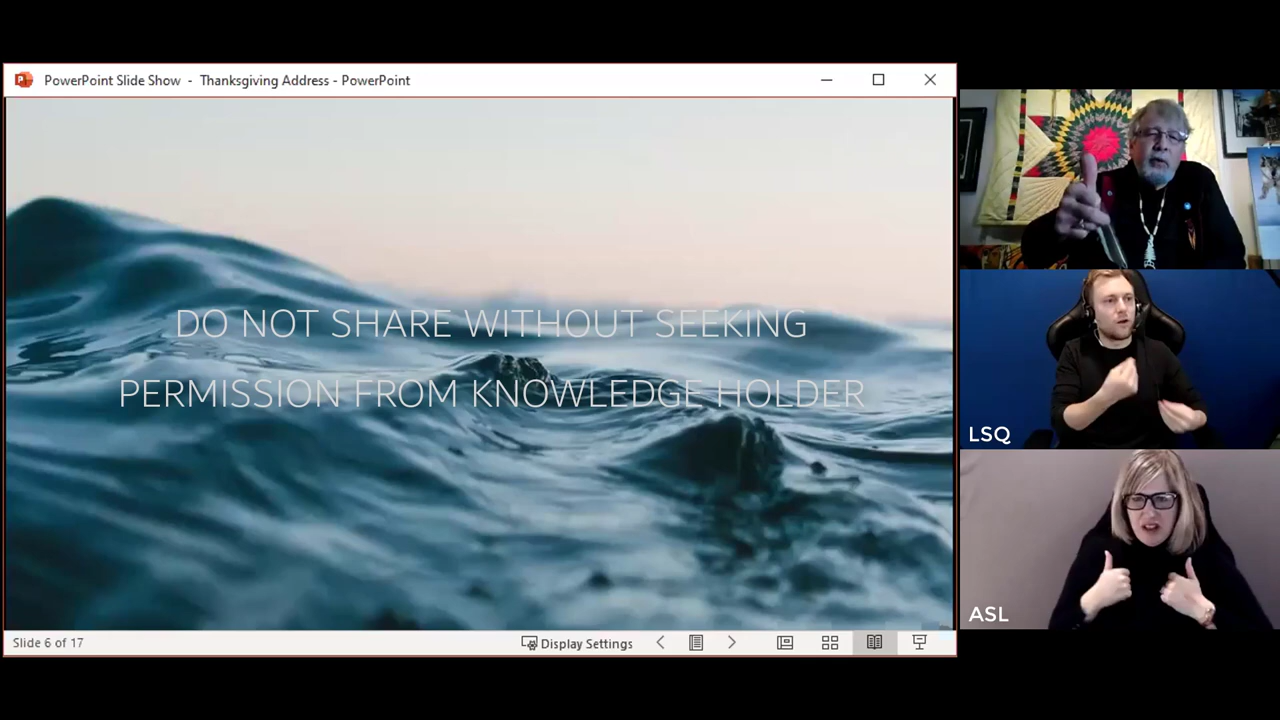 PowerPoint Slide Show - Thanksgiving Address - PowerPoint
DO NOT SHARE WITHOUT SEEKING
PERMISSION FROM KNOWLEDGE HOLDER
Slide 6 of 17
Display Settings
LSQ
ASL